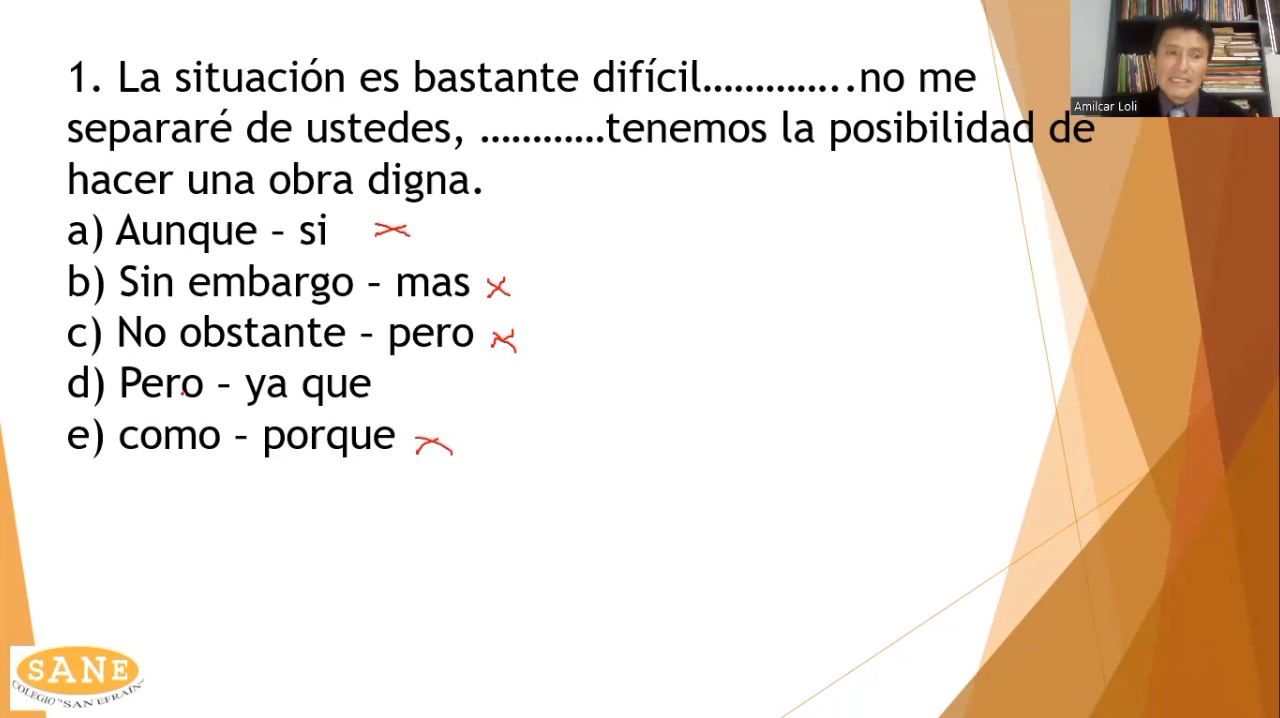 1. La situación es bastante difícil…………..no me
separaré de ustedes, …………tenemos la posibilidad de
hacer una obra digna.
a) Aunque – si
b) Sin embargo – mas
c) No obstante – pero
d) Pero – ya que
e) como – porque
Amilcar Loli
SANE
COLEGIO "SAN EFRAIN"